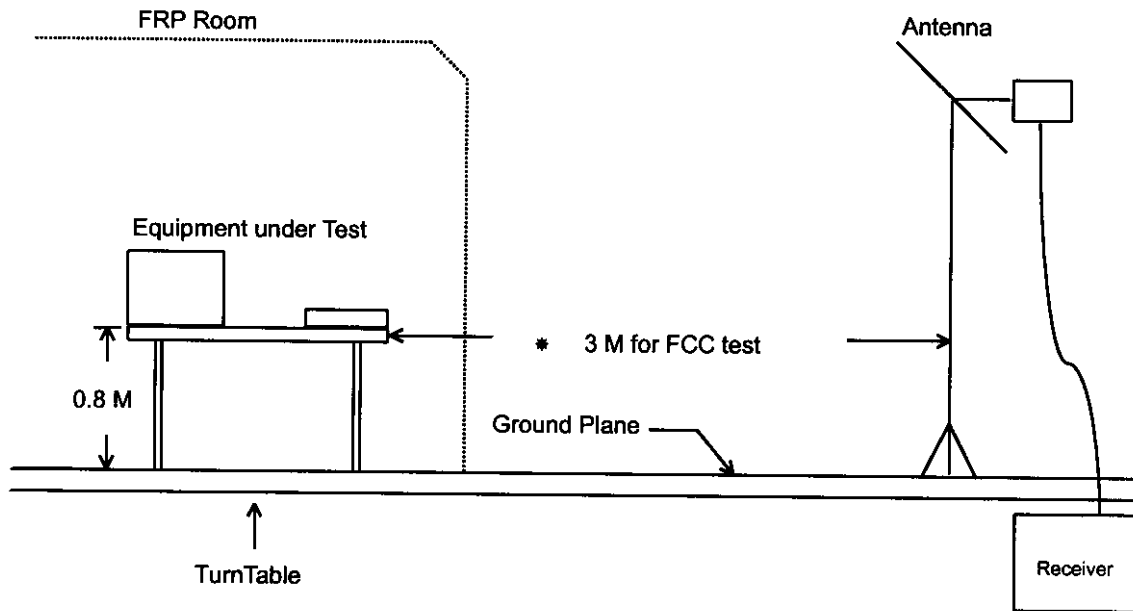 FRP Room
Antenna
Equipment under Test
* 3 M for FCC test
0.8 M
Ground Plane
TurnTable
Receiver